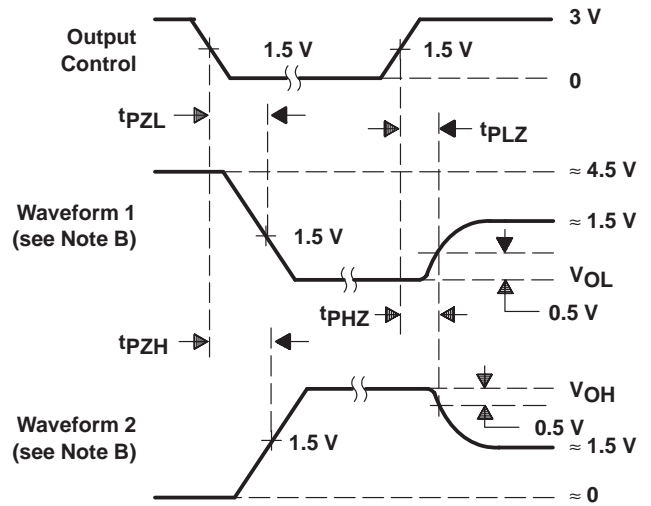 3 V
Output
Control
1.5 V
1.5 V
0
tPZL
tPLZ
≈ 4.5 V
Waveform 1
(see Note B)
≈ 1.5 V
1.5 V
VOL
tPHZ
0.5 V
tPZH
VOH
Waveform 2
(see Note B)
0.5 V
1.5 V
≈ 1.5 V
≈ 0